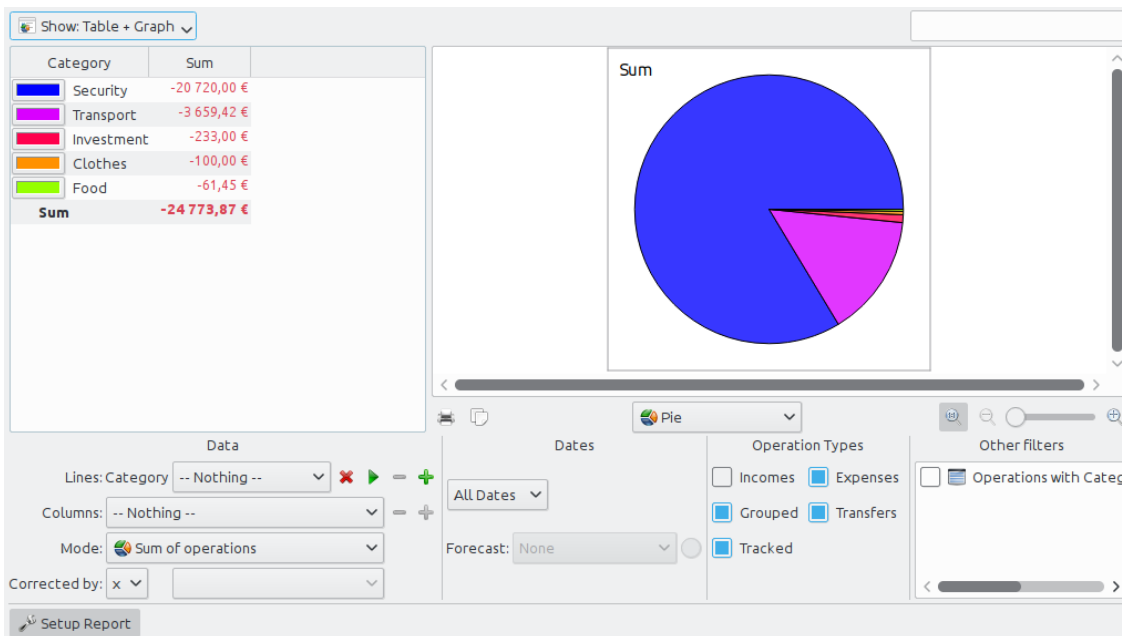 Show: Table + Graph
Category Sum
Security -20 720,00 €
Transport -3 659,42 €
Investment -233,00 €
Clothes -100,00 €
Food -61,45 €
Sum -24 773,87 €
Sum
Pie
Data
Lines: Category -- Nothing --
Columns: -- Nothing --
Mode: Sum of operations
Corrected by: x
Dates
All Dates
Forecast: None
Operation Types
Incomes Expenses
Grouped Transfers
Tracked
Other filters
Operations with Categ
Setup Report